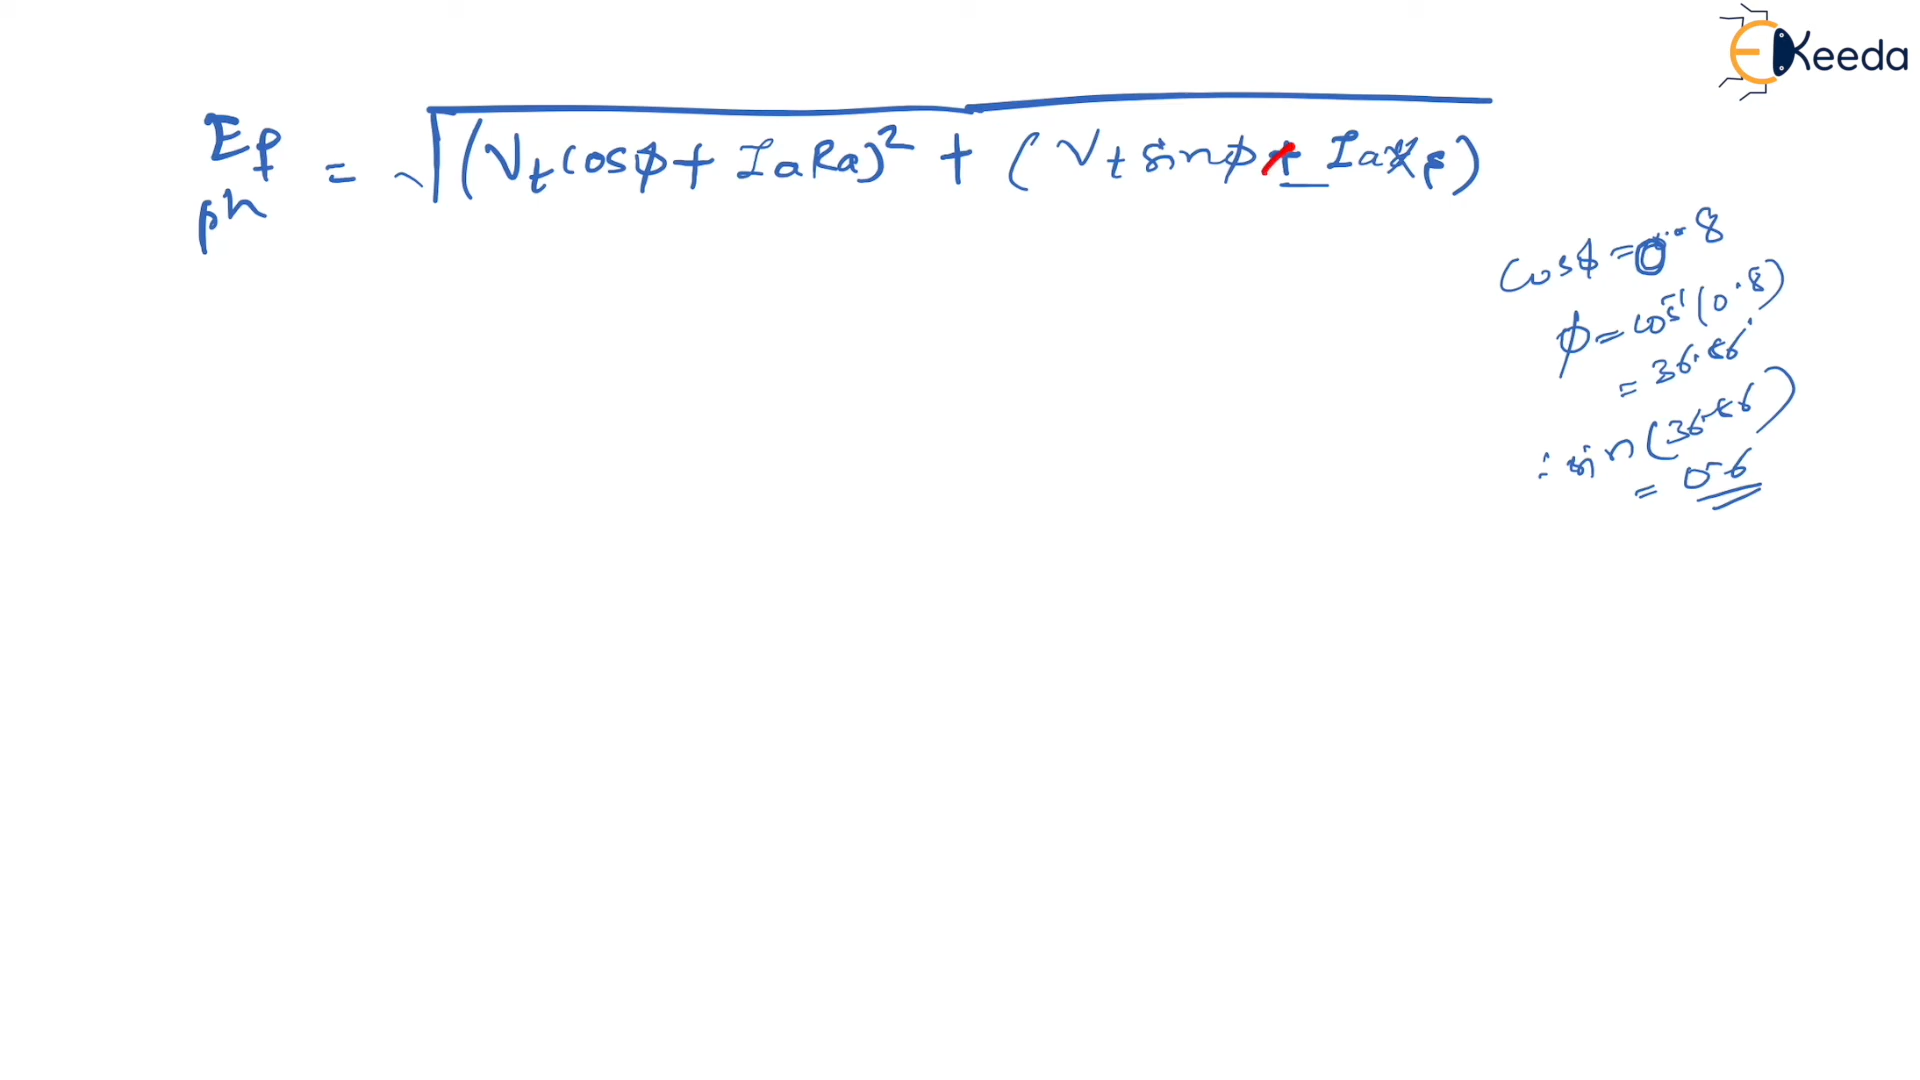 EKeeda
Ef ph = √(Vt cosϕ + IaRa)² + (Vt sinϕ + IaXs)
cosϕ = 0.8
ϕ = cos⁻¹(0.8)
= 36.86°
∴ sin(36.86)
= 0.6